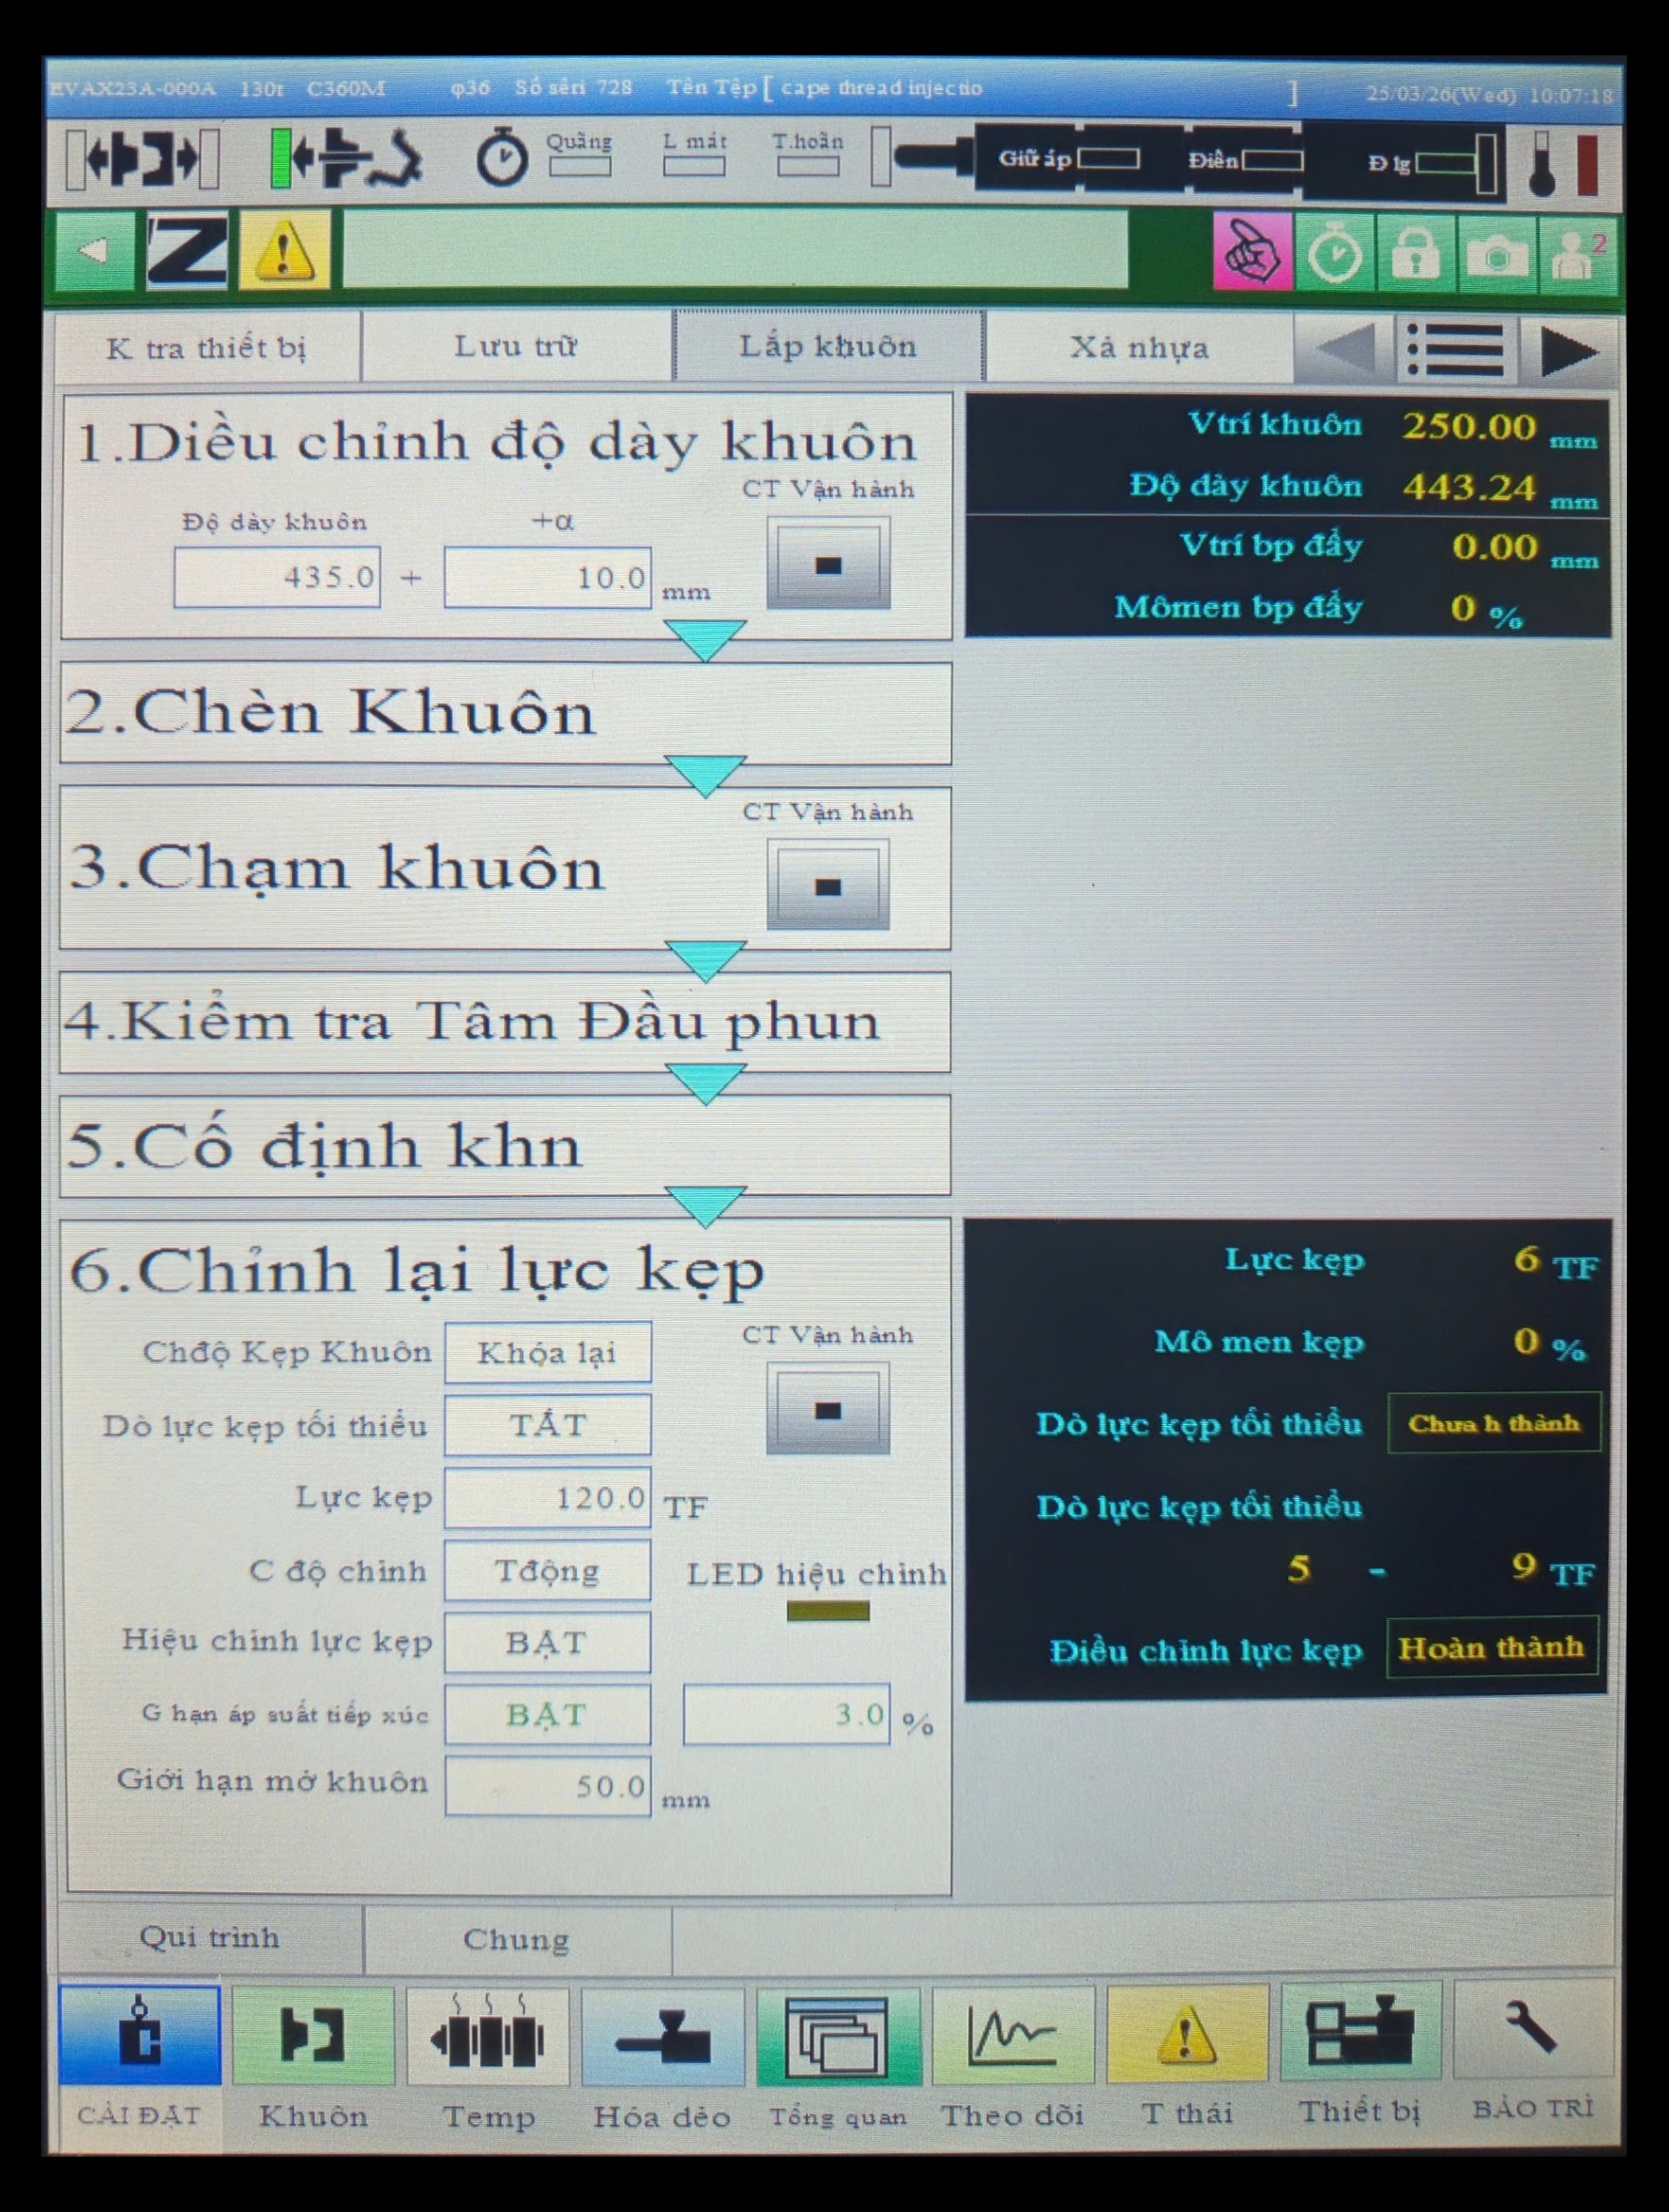 EVAX23A-000A 130t C360M φ36 Số sêri 728 Tên Tệp [ cape thread injectio ] 25/03/26(Wed) 10:07:18
Quãng L mát T.hoãn Giữ áp Điền Đ lg
2
K tra thiết bị Lưu trữ Lắp khuôn Xả nhựa
1.Diều chỉnh độ dày khuôn
CT Vận hành
Độ dày khuôn +α
435.0 + 10.0 mm
Vtrí khuôn 250.00 mm
Độ dày khuôn 443.24 mm
Vtrí bp đẩy 0.00 mm
Mômen bp đẩy 0 %
2.Chèn Khuôn
CT Vận hành
3.Chạm khuôn
4.Kiểm tra Tâm Đầu phun
5.Cố định khn
6.Chỉnh lại lực kẹp
Chđộ Kẹp Khuôn Khóa lại CT Vận hành
Dò lực kẹp tối thiểu TẮT
Lực kẹp 120.0 TF
C độ chỉnh Tđộng LED hiệu chỉnh
Hiệu chỉnh lực kẹp BẬT
G hạn áp suất tiếp xúc BẬT 3.0 %
Giới hạn mở khuôn 50.0 mm
Lực kẹp 6 TF
Mô men kẹp 0 %
Dò lực kẹp tối thiểu Chưa h thành
Dò lực kẹp tối thiểu
5 - 9 TF
Điều chỉnh lực kẹp Hoàn thành
Qui trình Chung
CÀI ĐẶT Khuôn Temp Hóa dẻo Tổng quan Theo dõi T thái Thiết bị BẢO TRÌ